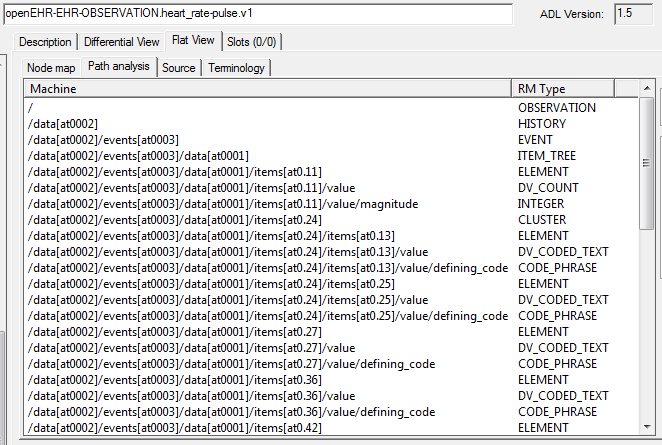 openEHR-EHR-OBSERVATION.heart_rate-pulse.v1 ADL Version: 1.5
Description Differential View Flat View Slots (0/0)
Node map Path analysis Source Terminology
Machine RM Type
/ OBSERVATION
/data[at0002] HISTORY
/data[at0002]/events[at0003] EVENT
/data[at0002]/events[at0003]/data[at0001] ITEM_TREE
/data[at0002]/events[at0003]/data[at0001]/items[at0.11] ELEMENT
/data[at0002]/events[at0003]/data[at0001]/items[at0.11]/value DV_COUNT
/data[at0002]/events[at0003]/data[at0001]/items[at0.11]/value/magnitude INTEGER
/data[at0002]/events[at0003]/data[at0001]/items[at0.24] CLUSTER
/data[at0002]/events[at0003]/data[at0001]/items[at0.24]/items[at0.13] ELEMENT
/data[at0002]/events[at0003]/data[at0001]/items[at0.24]/items[at0.13]/value DV_CODED_TEXT
/data[at0002]/events[at0003]/data[at0001]/items[at0.24]/items[at0.13]/value/defining_code CODE_PHRASE
/data[at0002]/events[at0003]/data[at0001]/items[at0.24]/items[at0.25] ELEMENT
/data[at0002]/events[at0003]/data[at0001]/items[at0.24]/items[at0.25]/value DV_CODED_TEXT
/data[at0002]/events[at0003]/data[at0001]/items[at0.24]/items[at0.25]/value/defining_code CODE_PHRASE
/data[at0002]/events[at0003]/data[at0001]/items[at0.27] ELEMENT
/data[at0002]/events[at0003]/data[at0001]/items[at0.27]/value DV_CODED_TEXT
/data[at0002]/events[at0003]/data[at0001]/items[at0.27]/value/defining_code CODE_PHRASE
/data[at0002]/events[at0003]/data[at0001]/items[at0.36] ELEMENT
/data[at0002]/events[at0003]/data[at0001]/items[at0.36]/value DV_CODED_TEXT
/data[at0002]/events[at0003]/data[at0001]/items[at0.36]/value/defining_code CODE_PHRASE
/data[at0002]/events[at0003]/data[at0001]/items[at0.42] ELEMENT